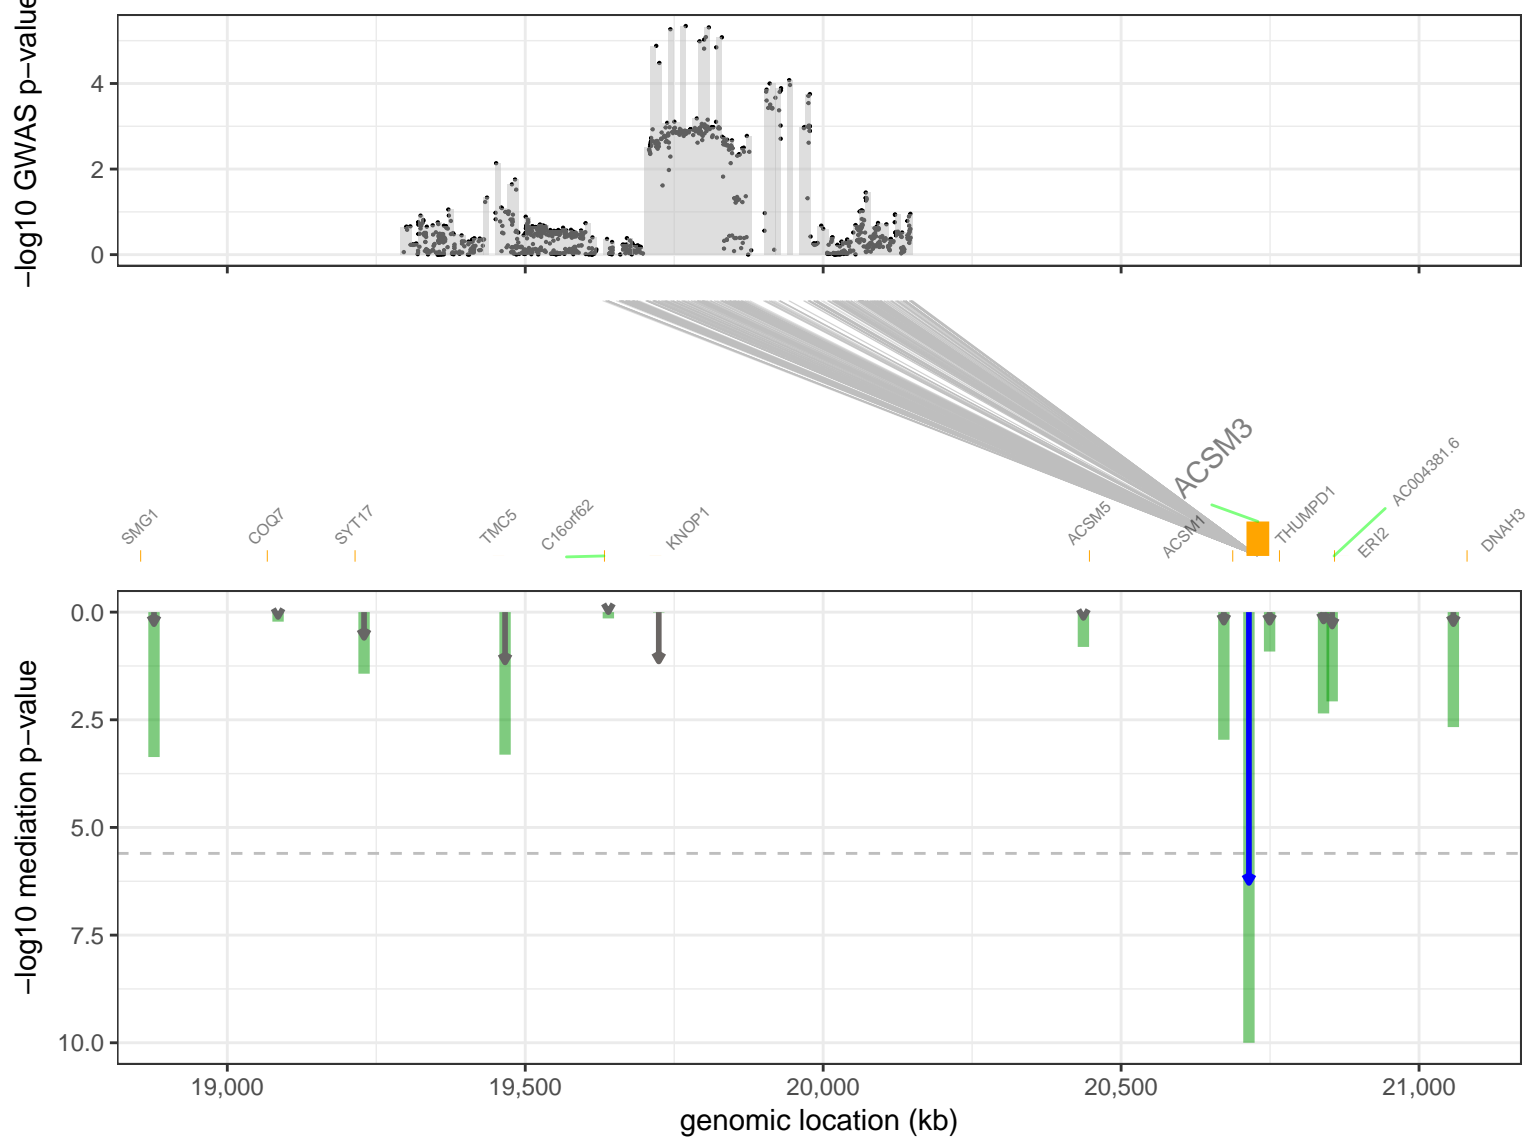 −log10 GWAS p−value
4
2
0
ACSM3
AC004381.6
SMG1
COQ7
SYT17
TMC5
C16orf62
KNOP1
ACSM5
ACSM1
THUMPD1
ERI2
DNAH3
−log10 mediation p−value
0.0
2.5
5.0
7.5
10.0
19,000
19,500
20,000
20,500
21,000
genomic location (kb)